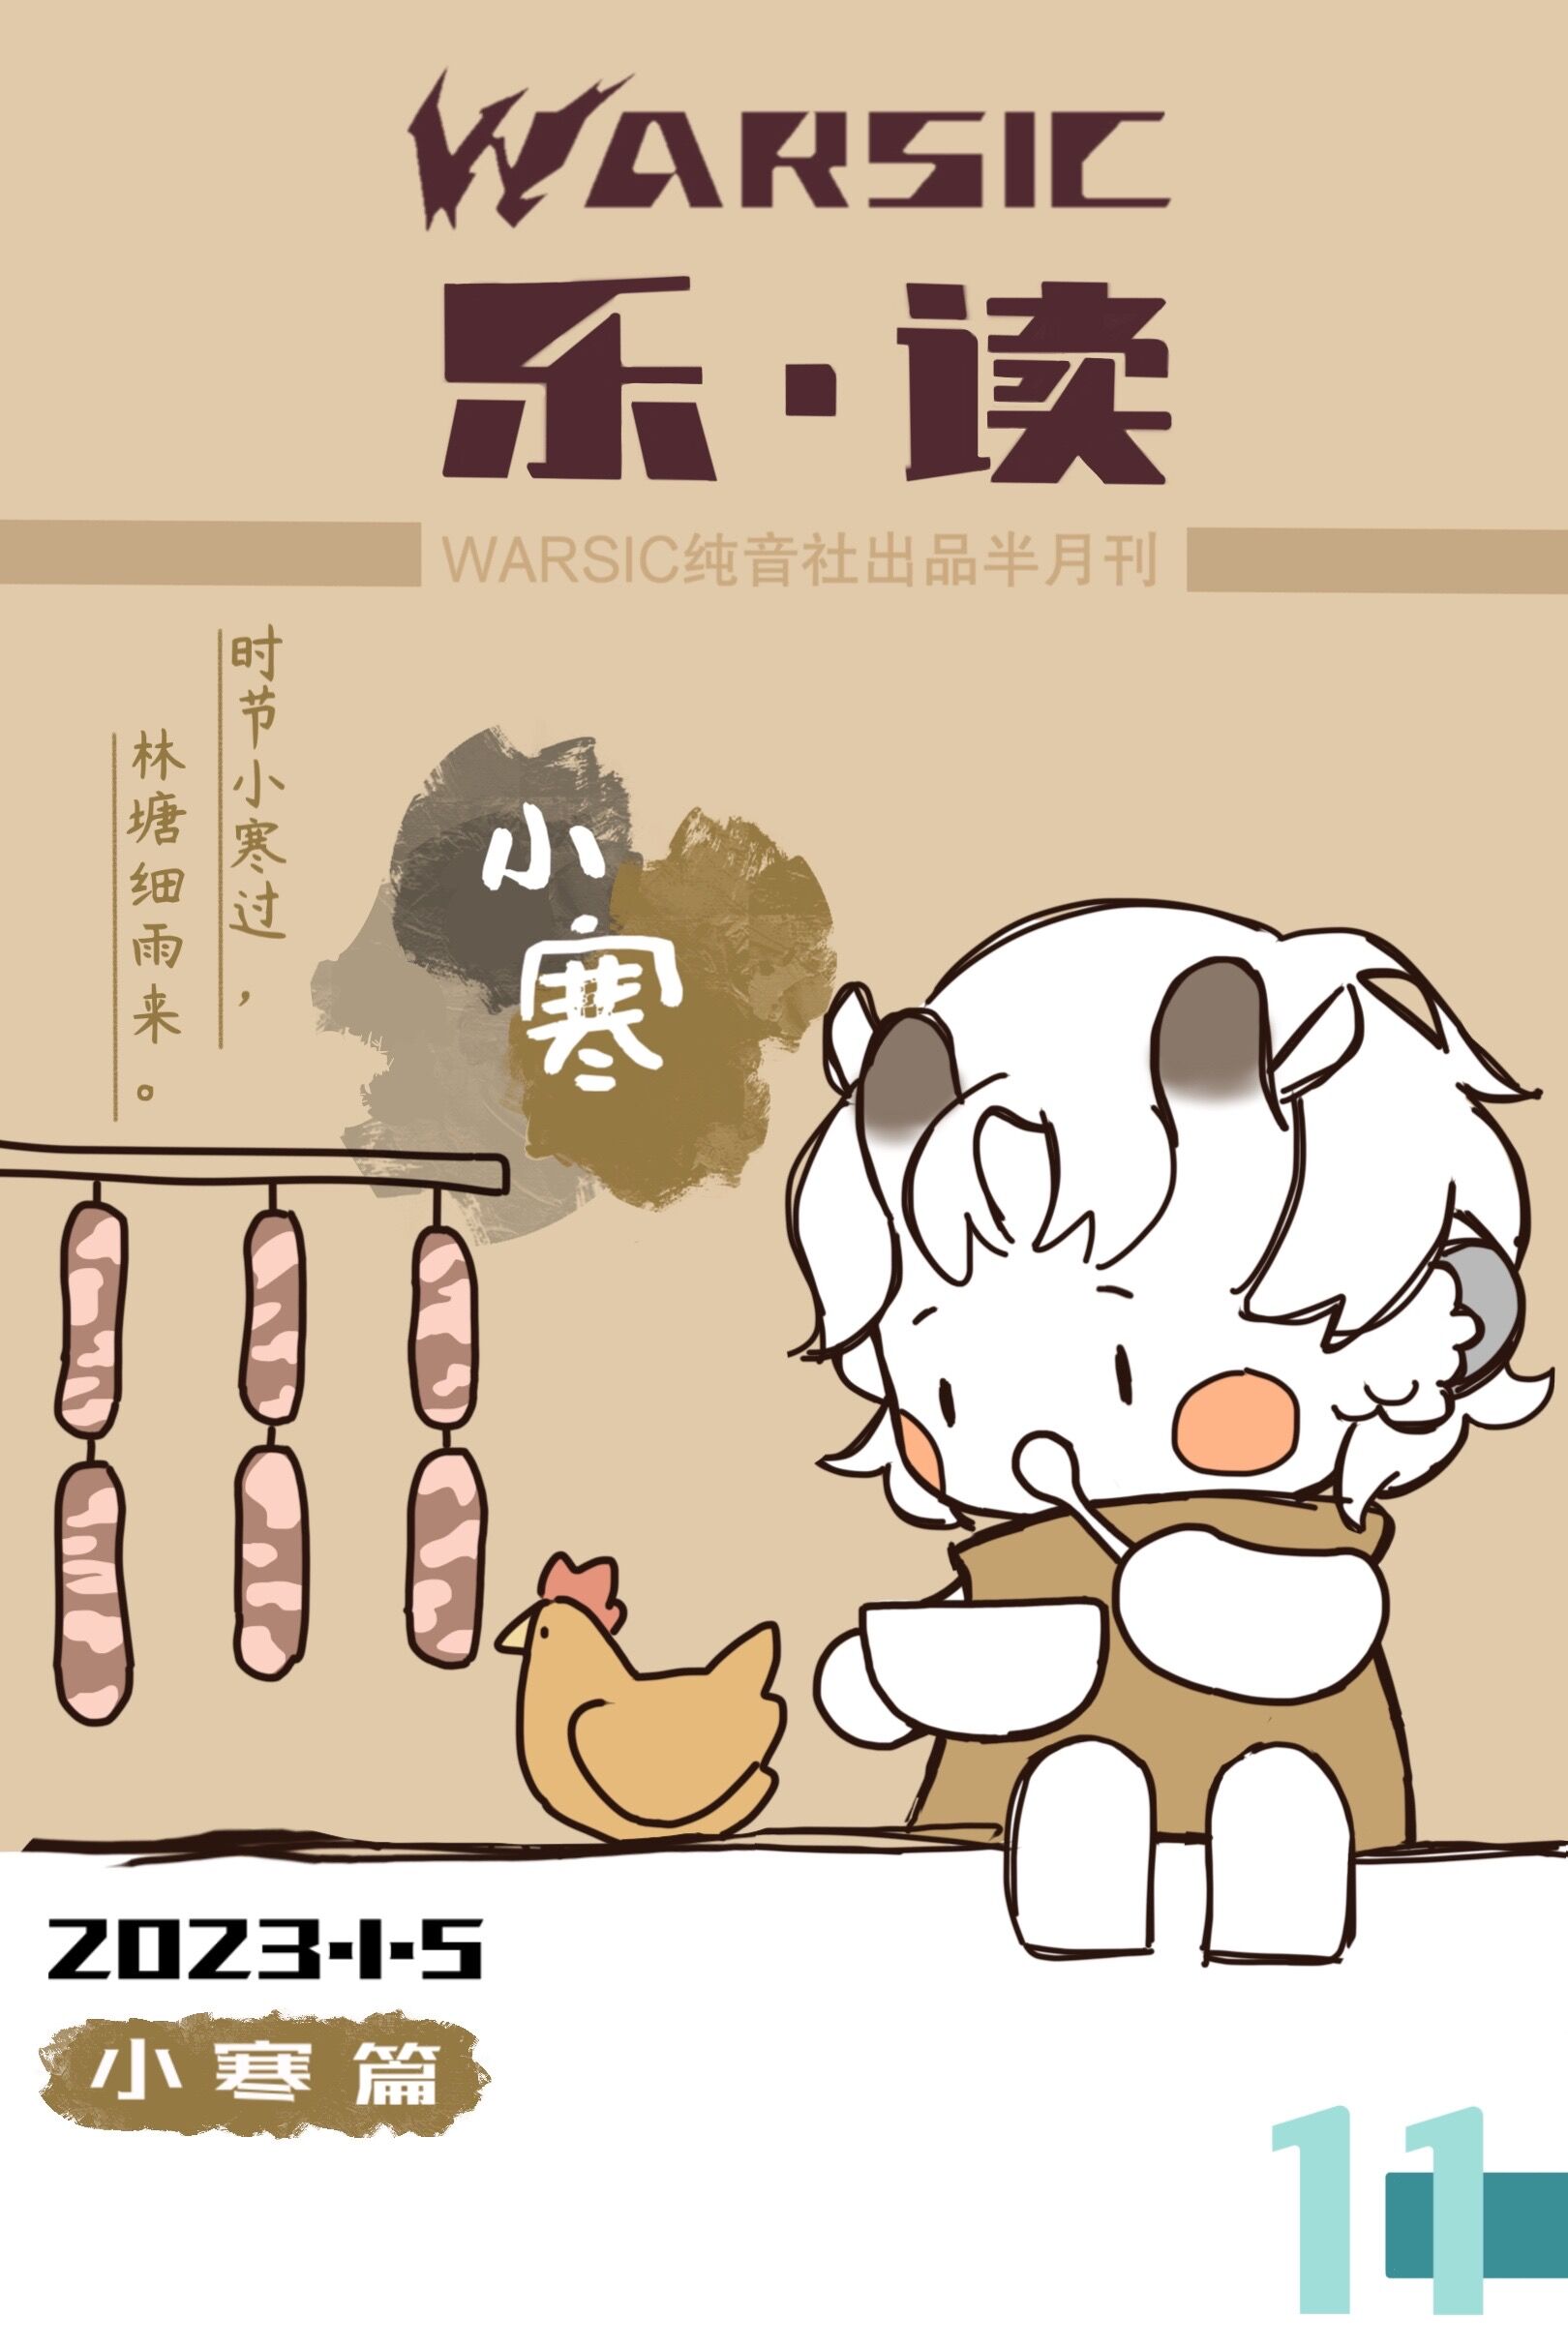 WARSIC
乐·读
WARSIC纯音社出品半月刊
时节小寒过，
林塘细雨来。
小寒
2023·1·5
小寒篇
11